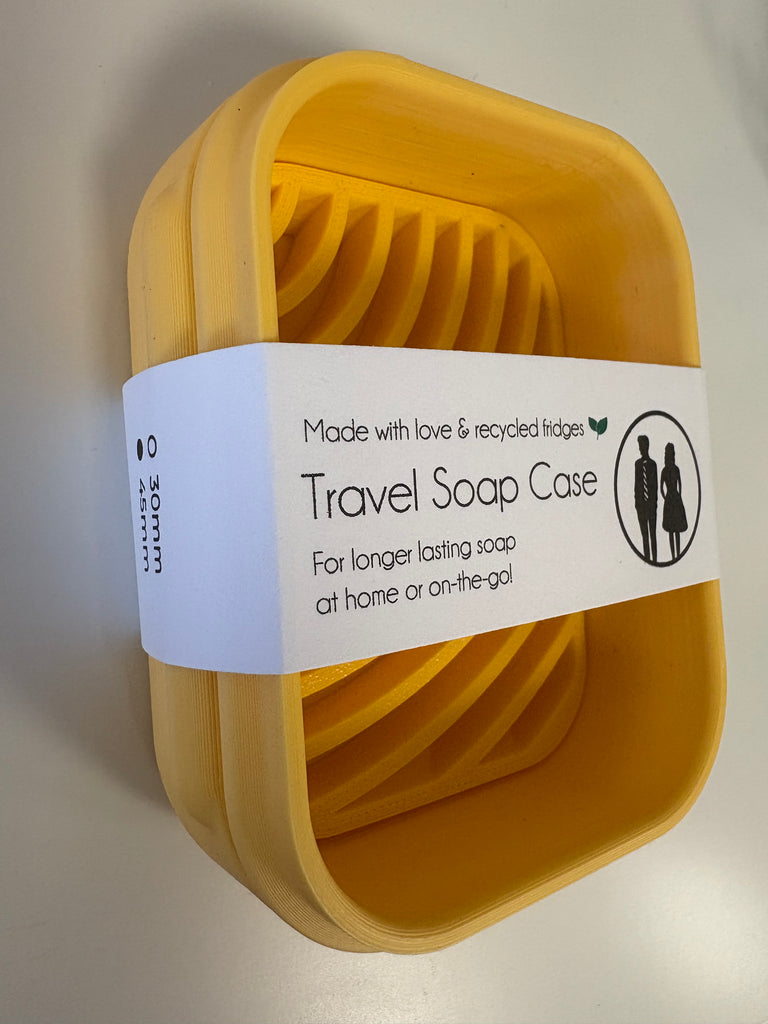 Made with love & recycled fridges
Travel Soap Case
For longer lasting soap
at home or on-the-go!
30mm
45mm